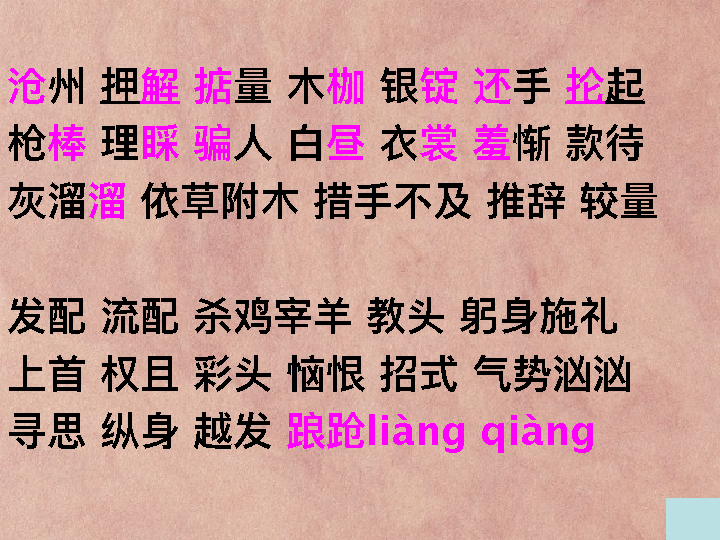 沧州 押解 掂量 木枷 银锭 还手 抡起
枪棒 理睬 骗人 白昼 衣裳 羞惭 款待
灰溜溜 依草附木 措手不及 推辞 较量
发配 流配 杀鸡宰羊 教头 躬身施礼
上首 权且 彩头 恼恨 招式 气势汹汹
寻思 纵身 越发 踉跄liàng qiàng